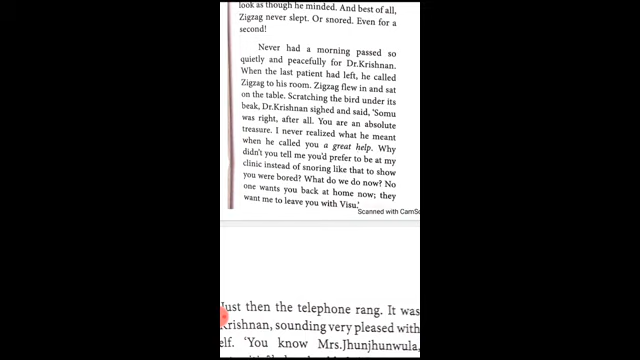 look as though he minded. And best of all,
Zigzag never slept. Or snored. Even for a
second!
Never had a morning passed so
quietly and peacefully for Dr.Krishnan.
When the last patient had left, he called
Zigzag to his room. Zigzag flew in and sat
on the table. Scratching the bird under its
beak, Dr.Krishnan sighed and said, 'Somu
was right, after all. You are an absolute
treasure. I never realized what he meant
when he called you a great help. Why
didn't you tell me you'd prefer to be at my
clinic instead of snoring like that to show
you were bored? What do we do now? No
one wants you back at home now; they
want me to leave you with Visu.'
Scanned with CamSc
Just then the telephone rang. It was
Krishnan, sounding very pleased with
elf. 'You know Mrs.Jhunjhunwula,